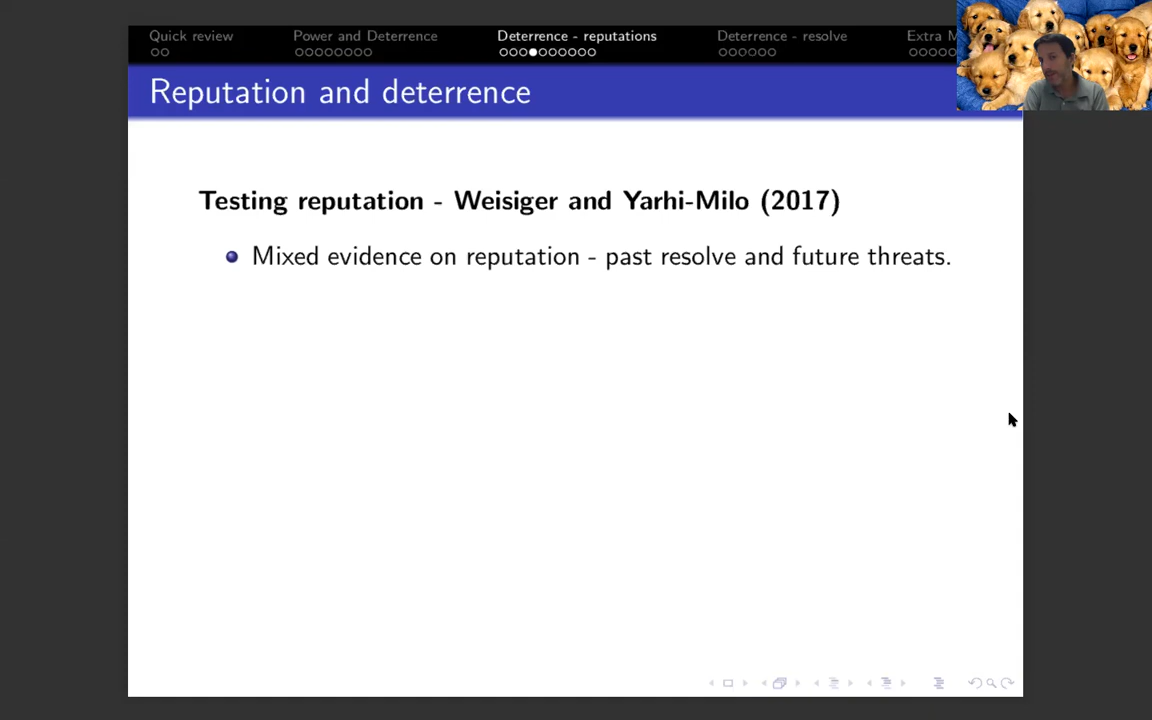 Quick review
Power and Deterrence
Deterrence - reputations
Deterrence - resolve
Extra M
Reputation and deterrence
Testing reputation - Weisiger and Yarhi-Milo (2017)
Mixed evidence on reputation - past resolve and future threats.